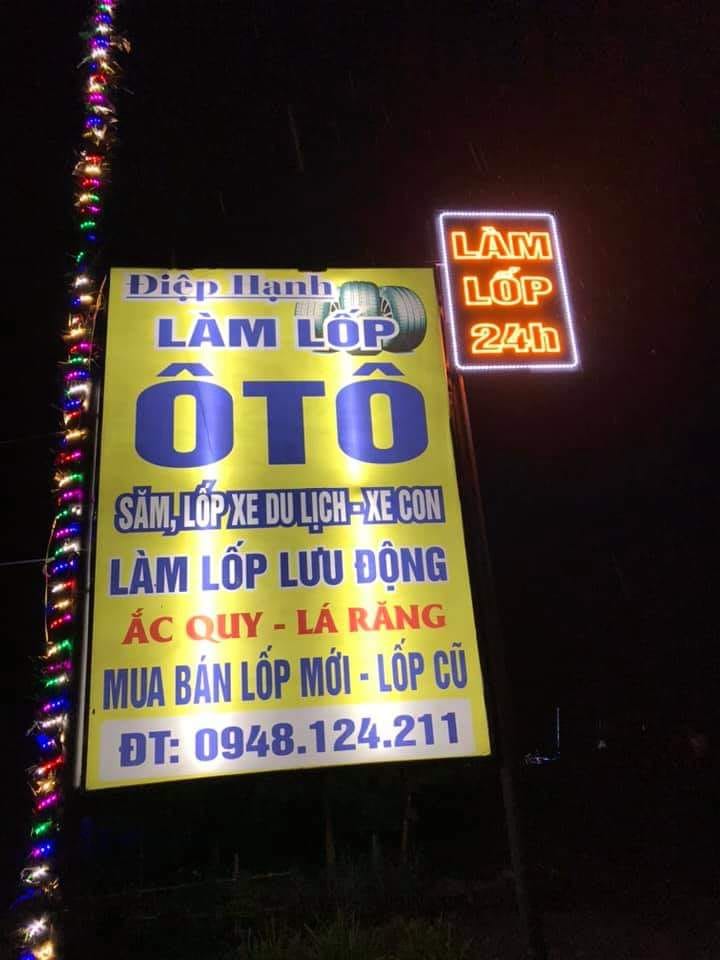 Điệp Hạnh
LÀM LỐP
ÔTÔ
SĂM, LỐP XE DU LỊCH - XE CON
LÀM LỐP LƯU ĐỘNG
ẮC QUY - LÁ RĂNG
MUA BÁN LỐP MỚI - LỐP CŨ
ĐT: 0948.124.211
LÀM
LỐP
24h